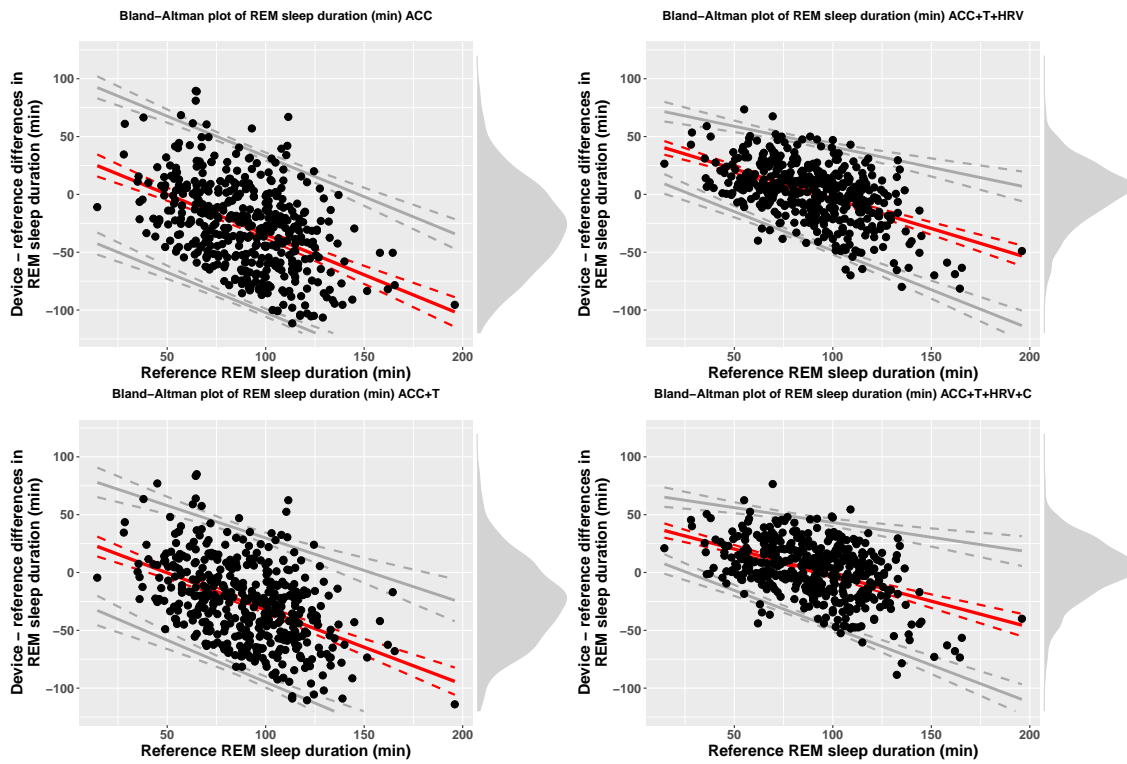 Bland−Altman plot of REM sleep duration (min) ACC
Device − reference differences in
REM sleep duration (min)
100
50
0
−50
−100
50 100 150 200
Reference REM sleep duration (min)
Bland−Altman plot of REM sleep duration (min) ACC+T+HRV
Device − reference differences in
REM sleep duration (min)
100
50
0
−50
−100
50 100 150 200
Reference REM sleep duration (min)
Bland−Altman plot of REM sleep duration (min) ACC+T
Device − reference differences in
REM sleep duration (min)
100
50
0
−50
−100
50 100 150 200
Reference REM sleep duration (min)
Bland−Altman plot of REM sleep duration (min) ACC+T+HRV+C
Device − reference differences in
REM sleep duration (min)
100
50
0
−50
−100
50 100 150 200
Reference REM sleep duration (min)